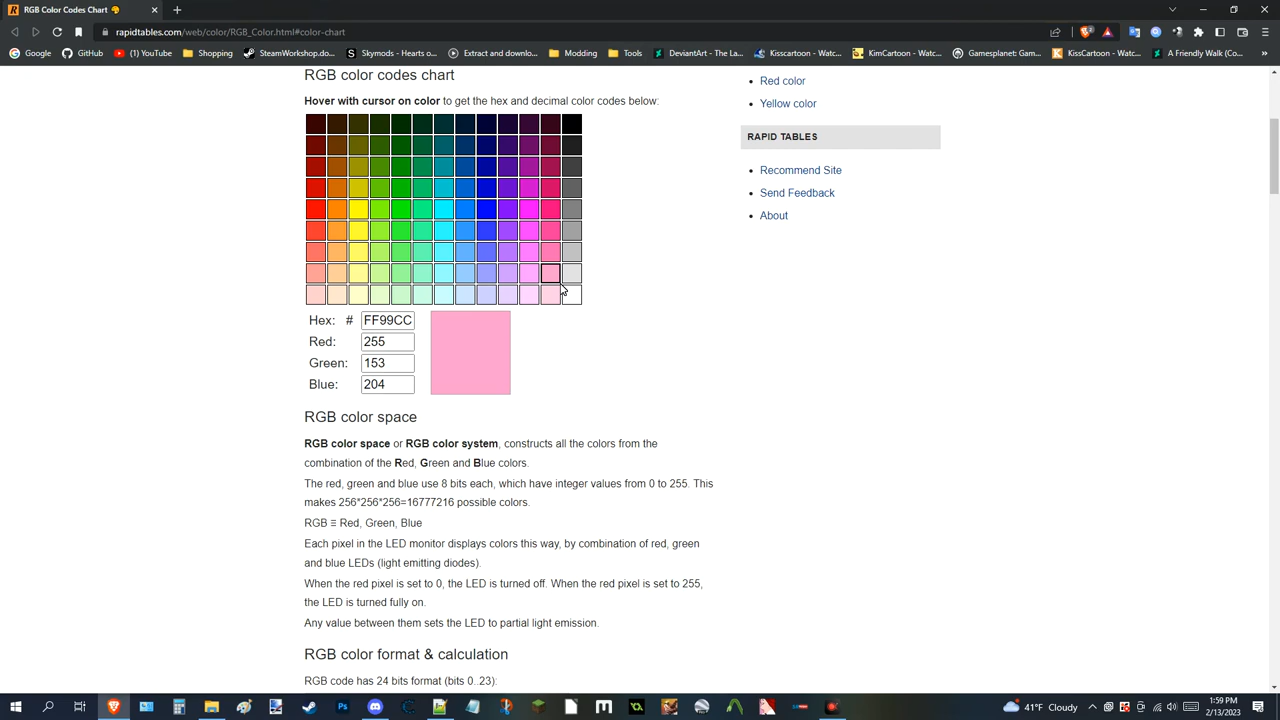 RGB Color Codes Chart
rapidtables.com/web/color/RGB_Color.html#color-chart
Google GitHub (1) YouTube Shopping SteamWorkshop.do... Skymods - Hearts o... Extract and downlo... Modding Tools DeviantArt - The La... Kisscartoon - Watc... KimCartoon - Watc... Gamesplanet: Gam... KissCartoon - Watc... A Friendly Walk (Co...
RGB color codes chart
Hover with cursor on color to get the hex and decimal color codes below:
Hex: # FF99CC
Red: 255
Green: 153
Blue: 204
RGB color space
RGB color space or RGB color system, constructs all the colors from the
combination of the Red, Green and Blue colors.
The red, green and blue use 8 bits each, which have integer values from 0 to 255. This
makes 256*256*256=16777216 possible colors.
RGB ≡ Red, Green, Blue
Each pixel in the LED monitor displays colors this way, by combination of red, green
and blue LEDs (light emitting diodes).
When the red pixel is set to 0, the LED is turned off. When the red pixel is set to 255,
the LED is turned fully on.
Any value between them sets the LED to partial light emission.
RGB color format & calculation
RGB code has 24 bits format (bits 0..23):
Red color
Yellow color
RAPID TABLES
Recommend Site
Send Feedback
About
41°F Cloudy
1:59 PM
2/13/2023